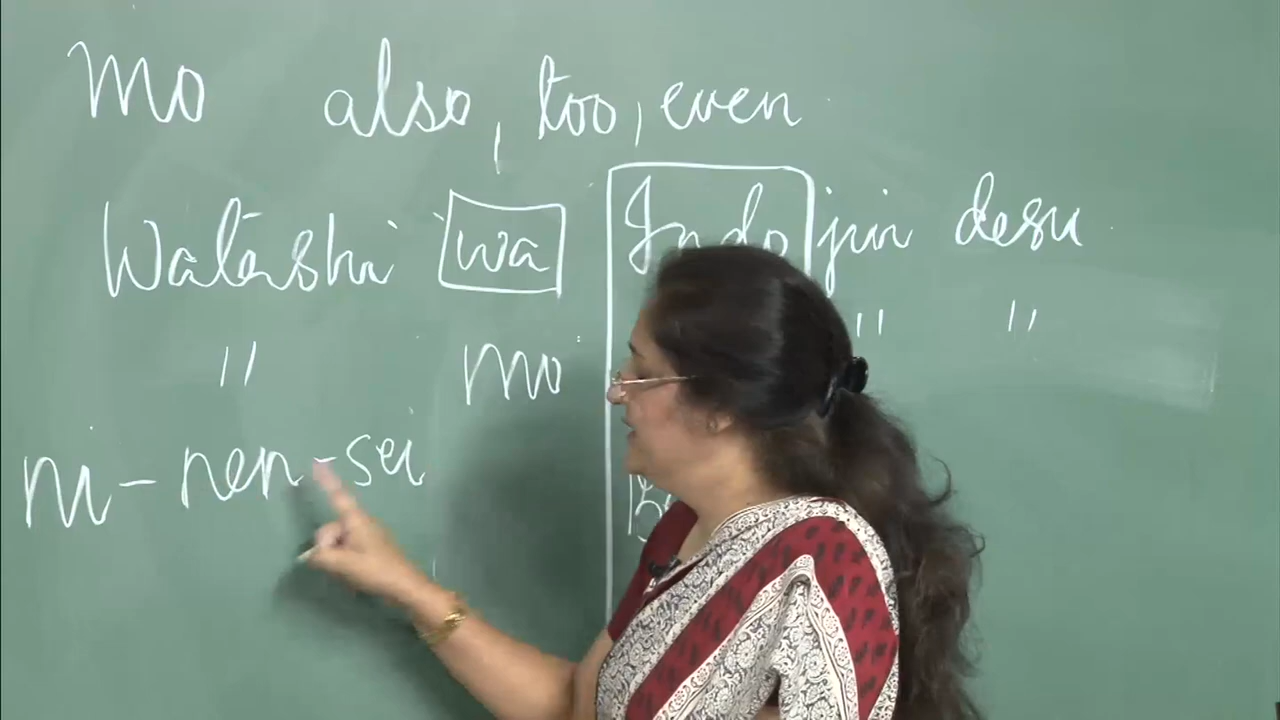 mo also, too, even
Watashi wa Indo jin desu
" mo " "
ni - nen - sei